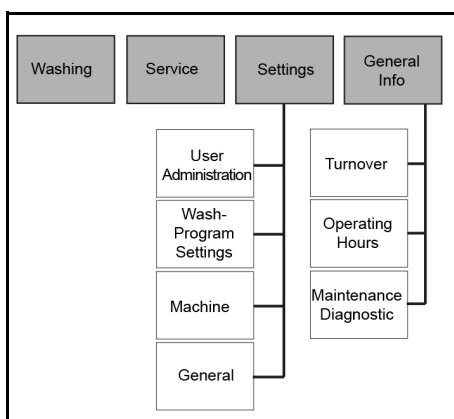 Washing
Service
Settings
General
Info
User
Administration
Wash-
Program
Settings
Machine
General
Turnover
Operating
Hours
Maintenance
Diagnostic